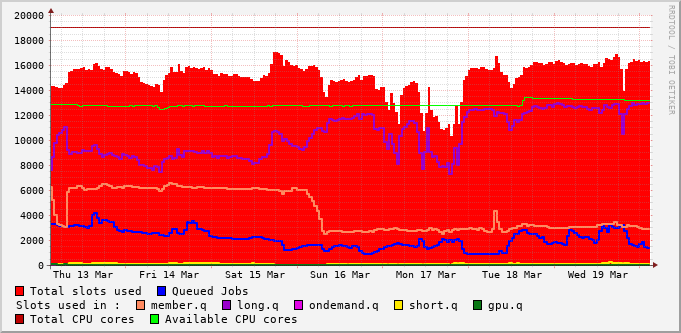 20000
18000
16000
14000
12000
10000
8000
6000
4000
2000
0
Thu 13 Mar Fri 14 Mar Sat 15 Mar Sun 16 Mar Mon 17 Mar Tue 18 Mar Wed 19 Mar
Total slots used Queued Jobs
Slots used in : member.q long.q ondemand.q short.q gpu.q
Total CPU cores Available CPU cores
RRDTOOL / TOBI OETIKER